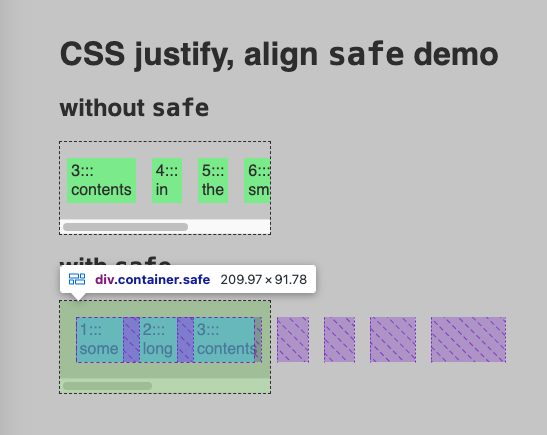 CSS justify, align safe demo
without safe
3::: 4::: 5::: 6:::
contents in the sm
with safe
div.container.safe 209.97 × 91.78
1::: 2::: 3:::
some long contents